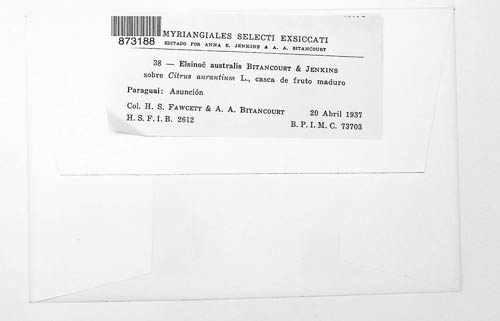 873188
MYRIANGIALES SELECTI EXSICCATI
EDITADO POR ANNA E. JENKINS & A. A. BITANCOURT
38 — Elsinoë australis BITANCOURT & JENKINS
sobre Citrus aurantium L., casca de fruto maduro
Paraguai: Asunción
Col. H. S. FAWCETT & A. A. BITANCOURT 20 Abril 1937
H. S. F. I. B. 2612 B. P. I. M. C. 73703